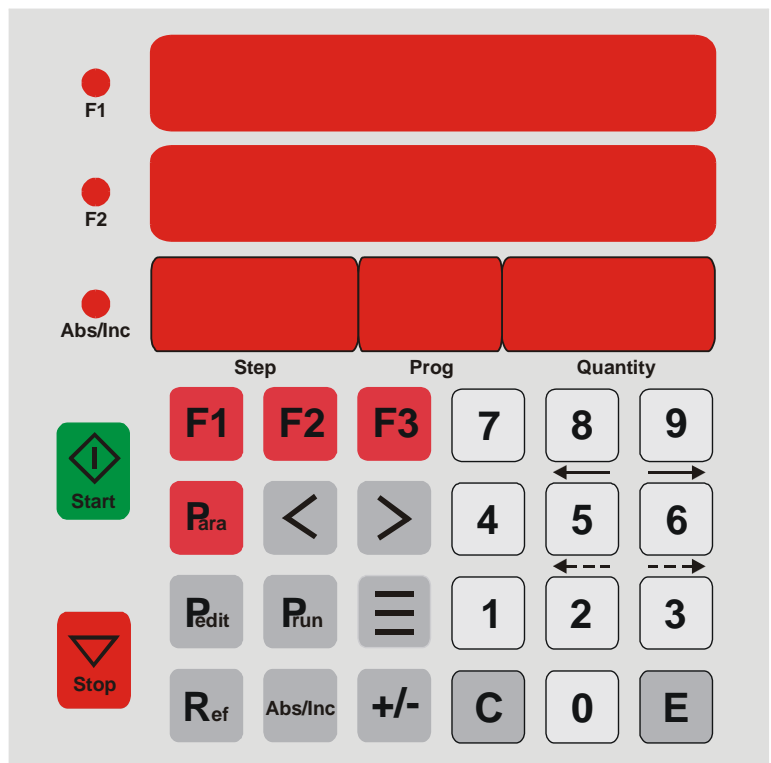 F1
F2
Abs/Inc
Step Prog Quantity
F1 F2 F3 7 8 9
Start
Para < > 4 5 6
Pedit Prun 1 2 3
Stop
Ref Abs/Inc +/- C 0 E